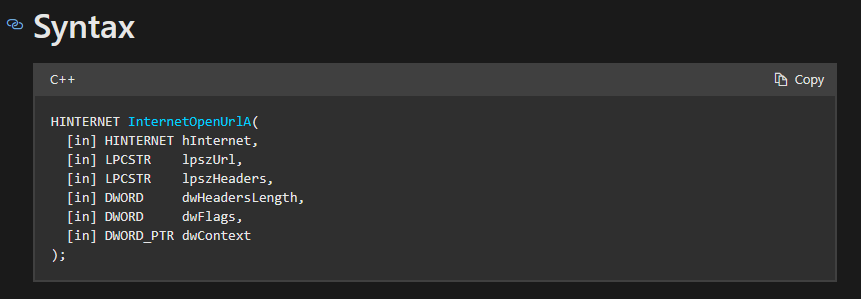 Syntax
C++ Copy
HINTERNET InternetOpenUrlA(
  [in] HINTERNET hInternet,
  [in] LPCSTR    lpszUrl,
  [in] LPCSTR    lpszHeaders,
  [in] DWORD     dwHeadersLength,
  [in] DWORD     dwFlags,
  [in] DWORD_PTR dwContext
);